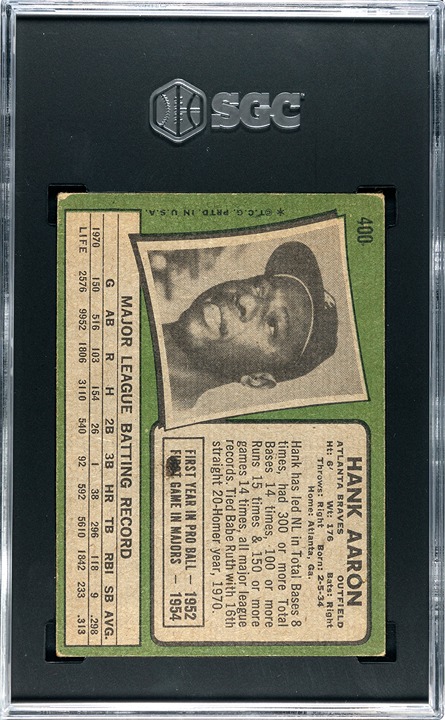 SGC
400
* © T.C.G. PRTD. IN U.S.A.
HANK AARON
ATLANTA BRAVES OUTFIELD
Ht: 6' Wt: 176 Bats: Right
Throws: Right Born: 2-5-34
Home: Atlanta, Ga.
Hank has led NL in Total Bases 8
times, had 300 or more Total
Bases 14 times, 100 or more
Runs 15 times & 150 or more
games 14 times, all major league
records. Tied Babe Ruth with 16th
straight 20-Homer year, 1970.
FIRST YEAR IN PRO BALL — 1952
FIRST GAME IN MAJORS — 1954
MAJOR LEAGUE BATTING RECORD
G AB R H 2B 3B HR TB RBI SB AVG.
1970 150 516 103 154 26 1 38 296 118 9 .298
LIFE 2576 9952 1806 3110 540 92 592 5610 1842 233 .313